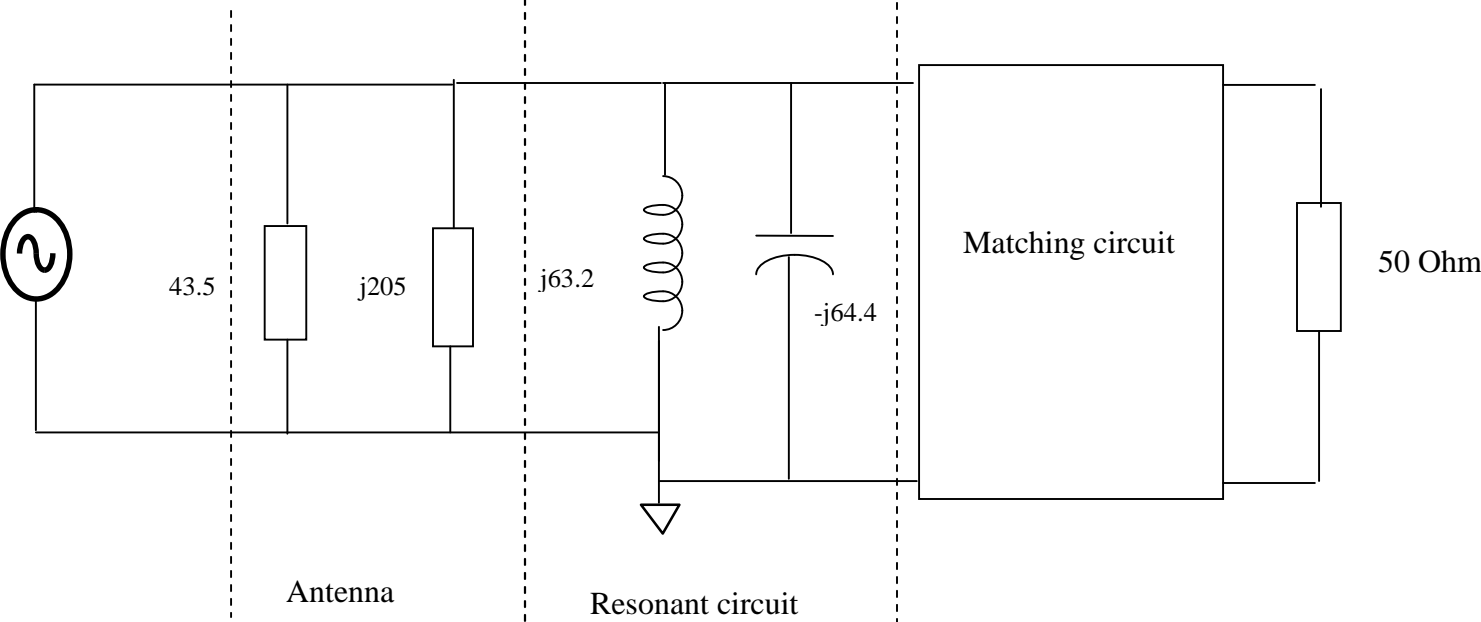 43.5
j205
j63.2
-j64.4
Matching circuit
50 Ohm
Antenna
Resonant circuit